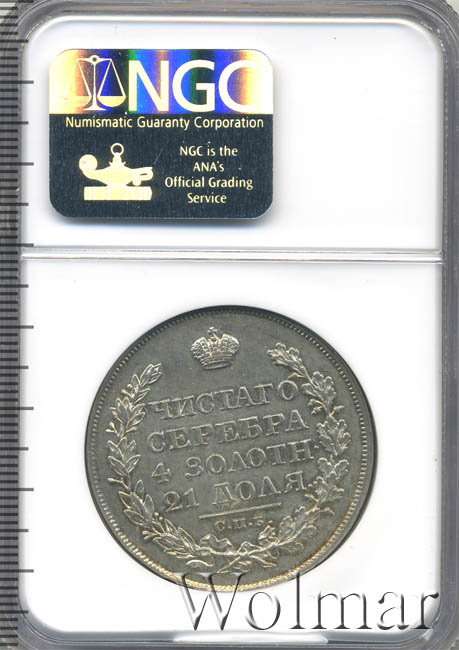 NGC
Numismatic Guaranty Corporation
NGC is the
ANA's
Official Grading
Service
ЧИСТАГО
СЕРЕБРА
4 ЗОЛОТН.
21 ДОЛЯ.
С.П.Б.
Wolmar